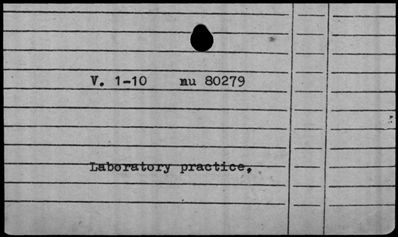 V. 1-10 mu 80279
Laboratory practice.